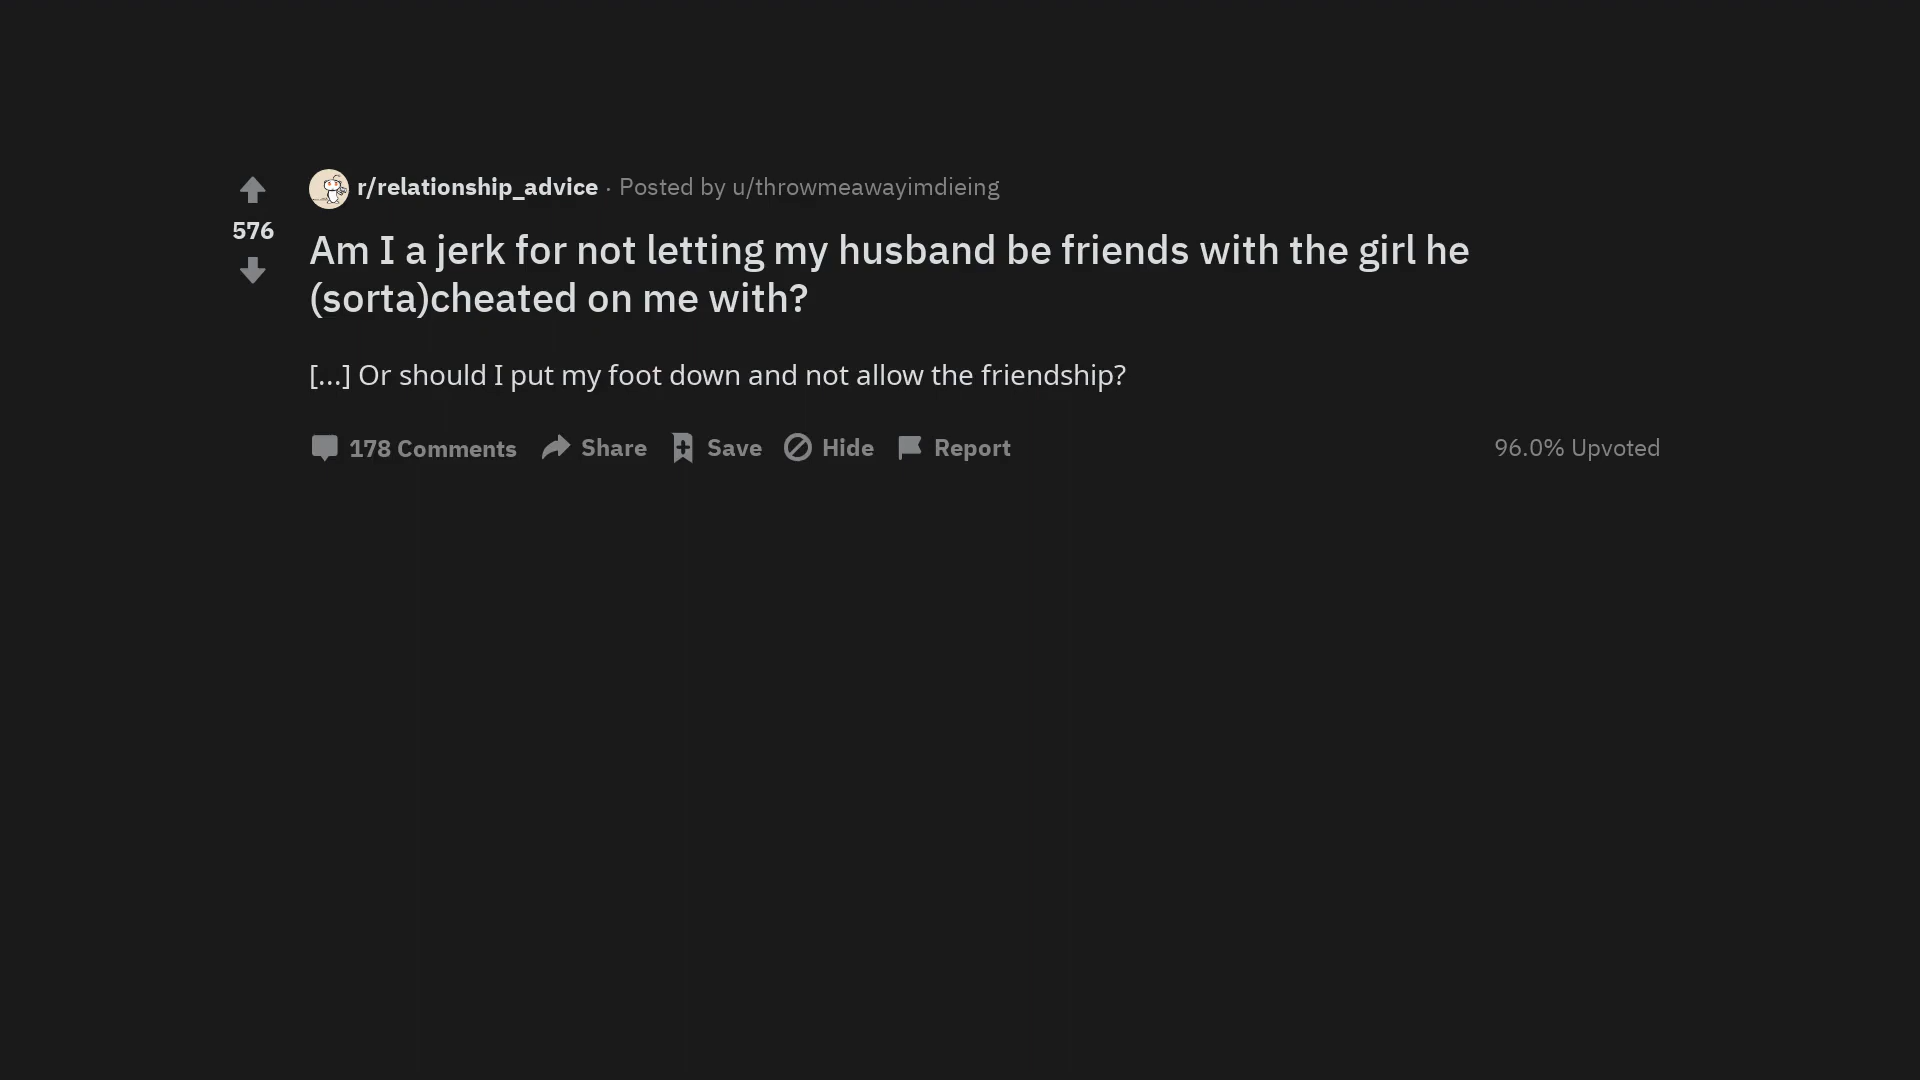 r/relationship_advice · Posted by u/throwmeawayimdieing
576
Am I a jerk for not letting my husband be friends with the girl he
(sorta)cheated on me with?
[...] Or should I put my foot down and not allow the friendship?
178 Comments Share Save Hide Report 96.0% Upvoted